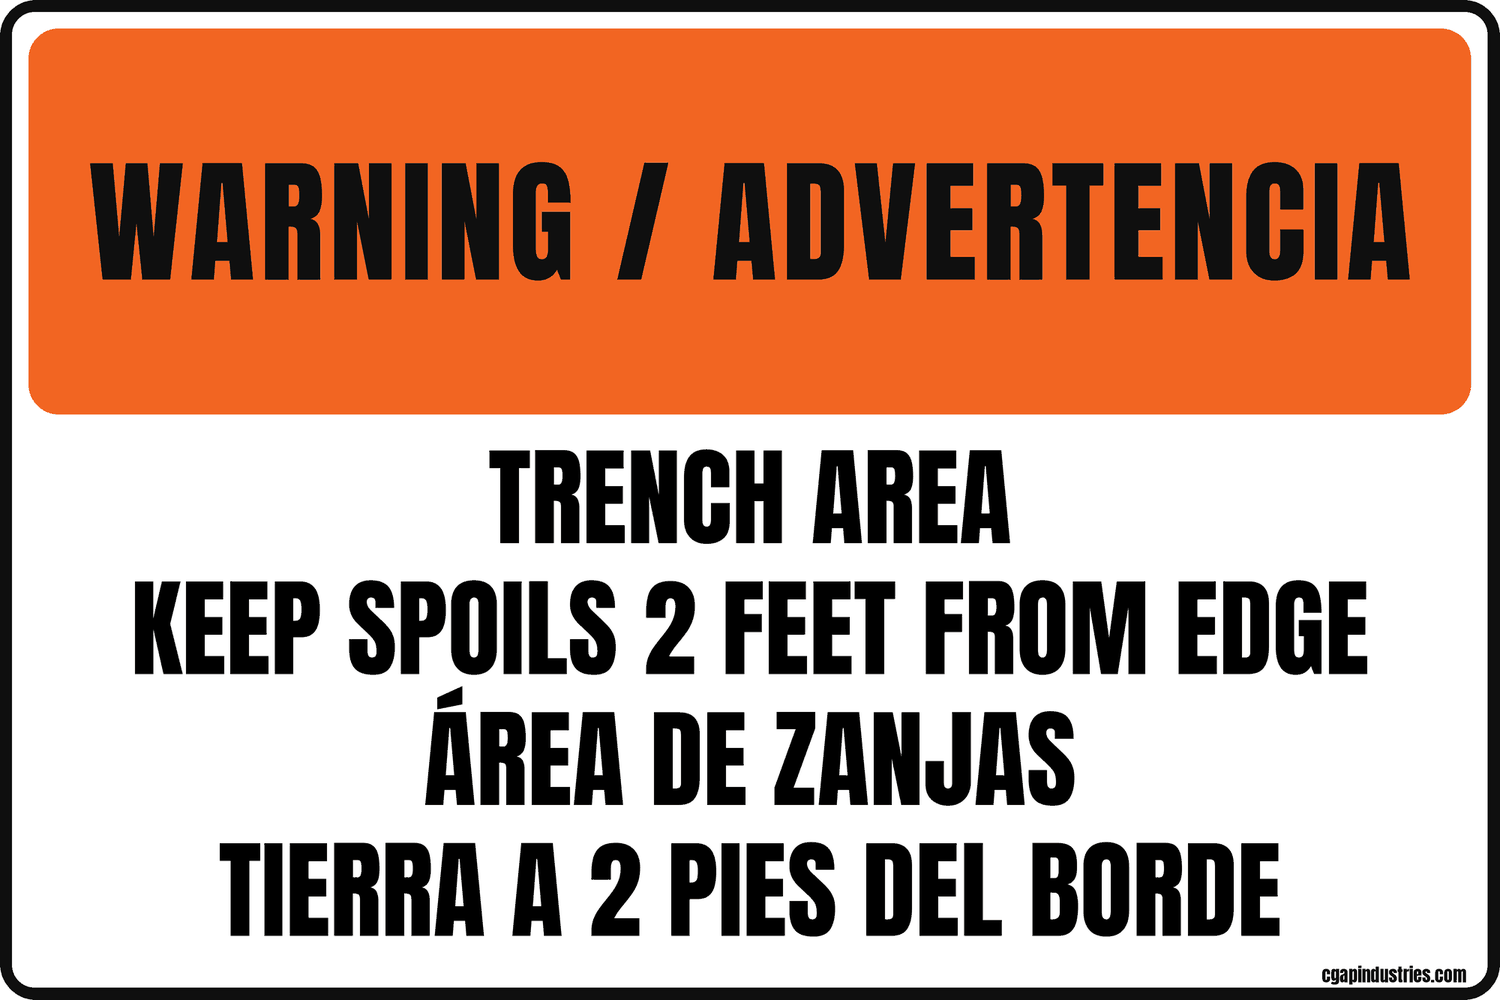 WARNING / ADVERTENCIA
TRENCH AREA
KEEP SPOILS 2 FEET FROM EDGE
ÁREA DE ZANJAS
TIERRA A 2 PIES DEL BORDE
cgapindustries.com